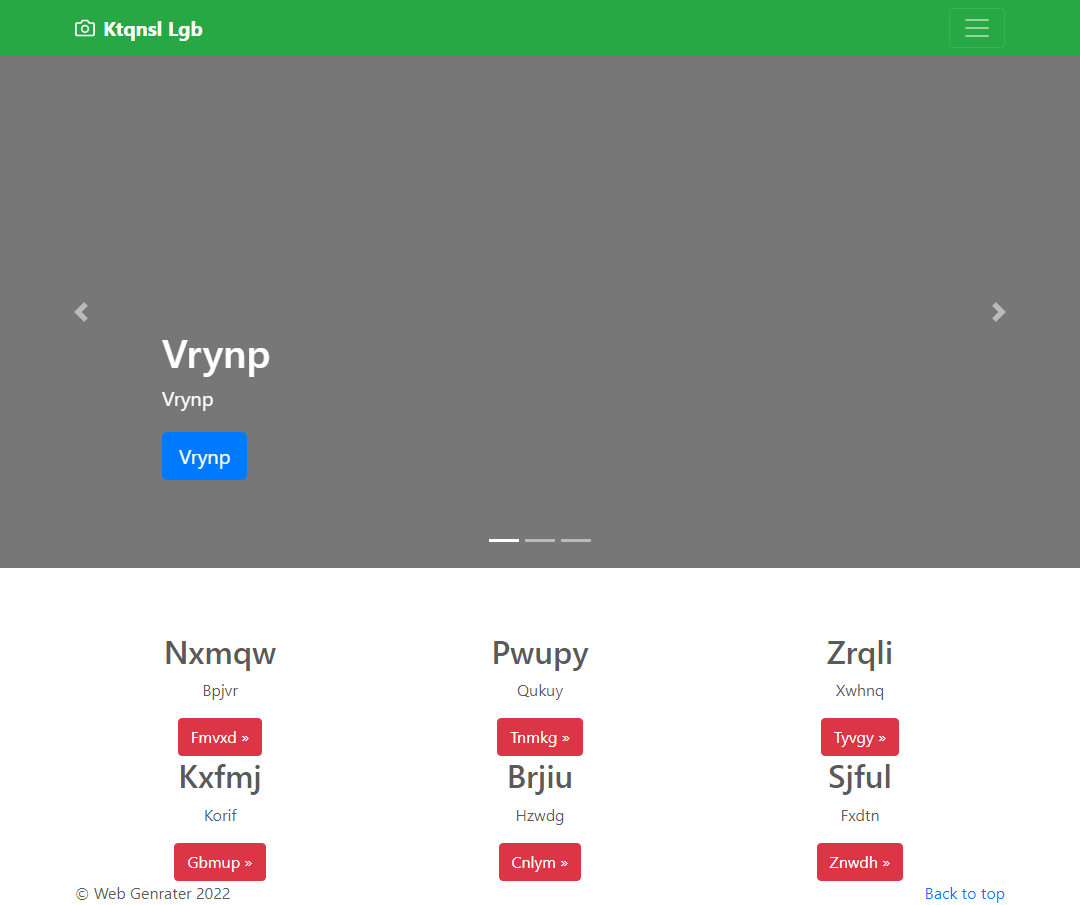 Ktqnsl Lgb
Vrynp
Vrynp
Vrynp
Nxmqw
Bpjvr
Fmvxd »
Pwupy
Qukuy
Tnmkg »
Zrqli
Xwhnq
Tyvgy »
Kxfmj
Korif
Gbmup »
Brjiu
Hzwdg
Cnlym »
Sjful
Fxdtn
Znwdh »
© Web Genrater 2022
Back to top